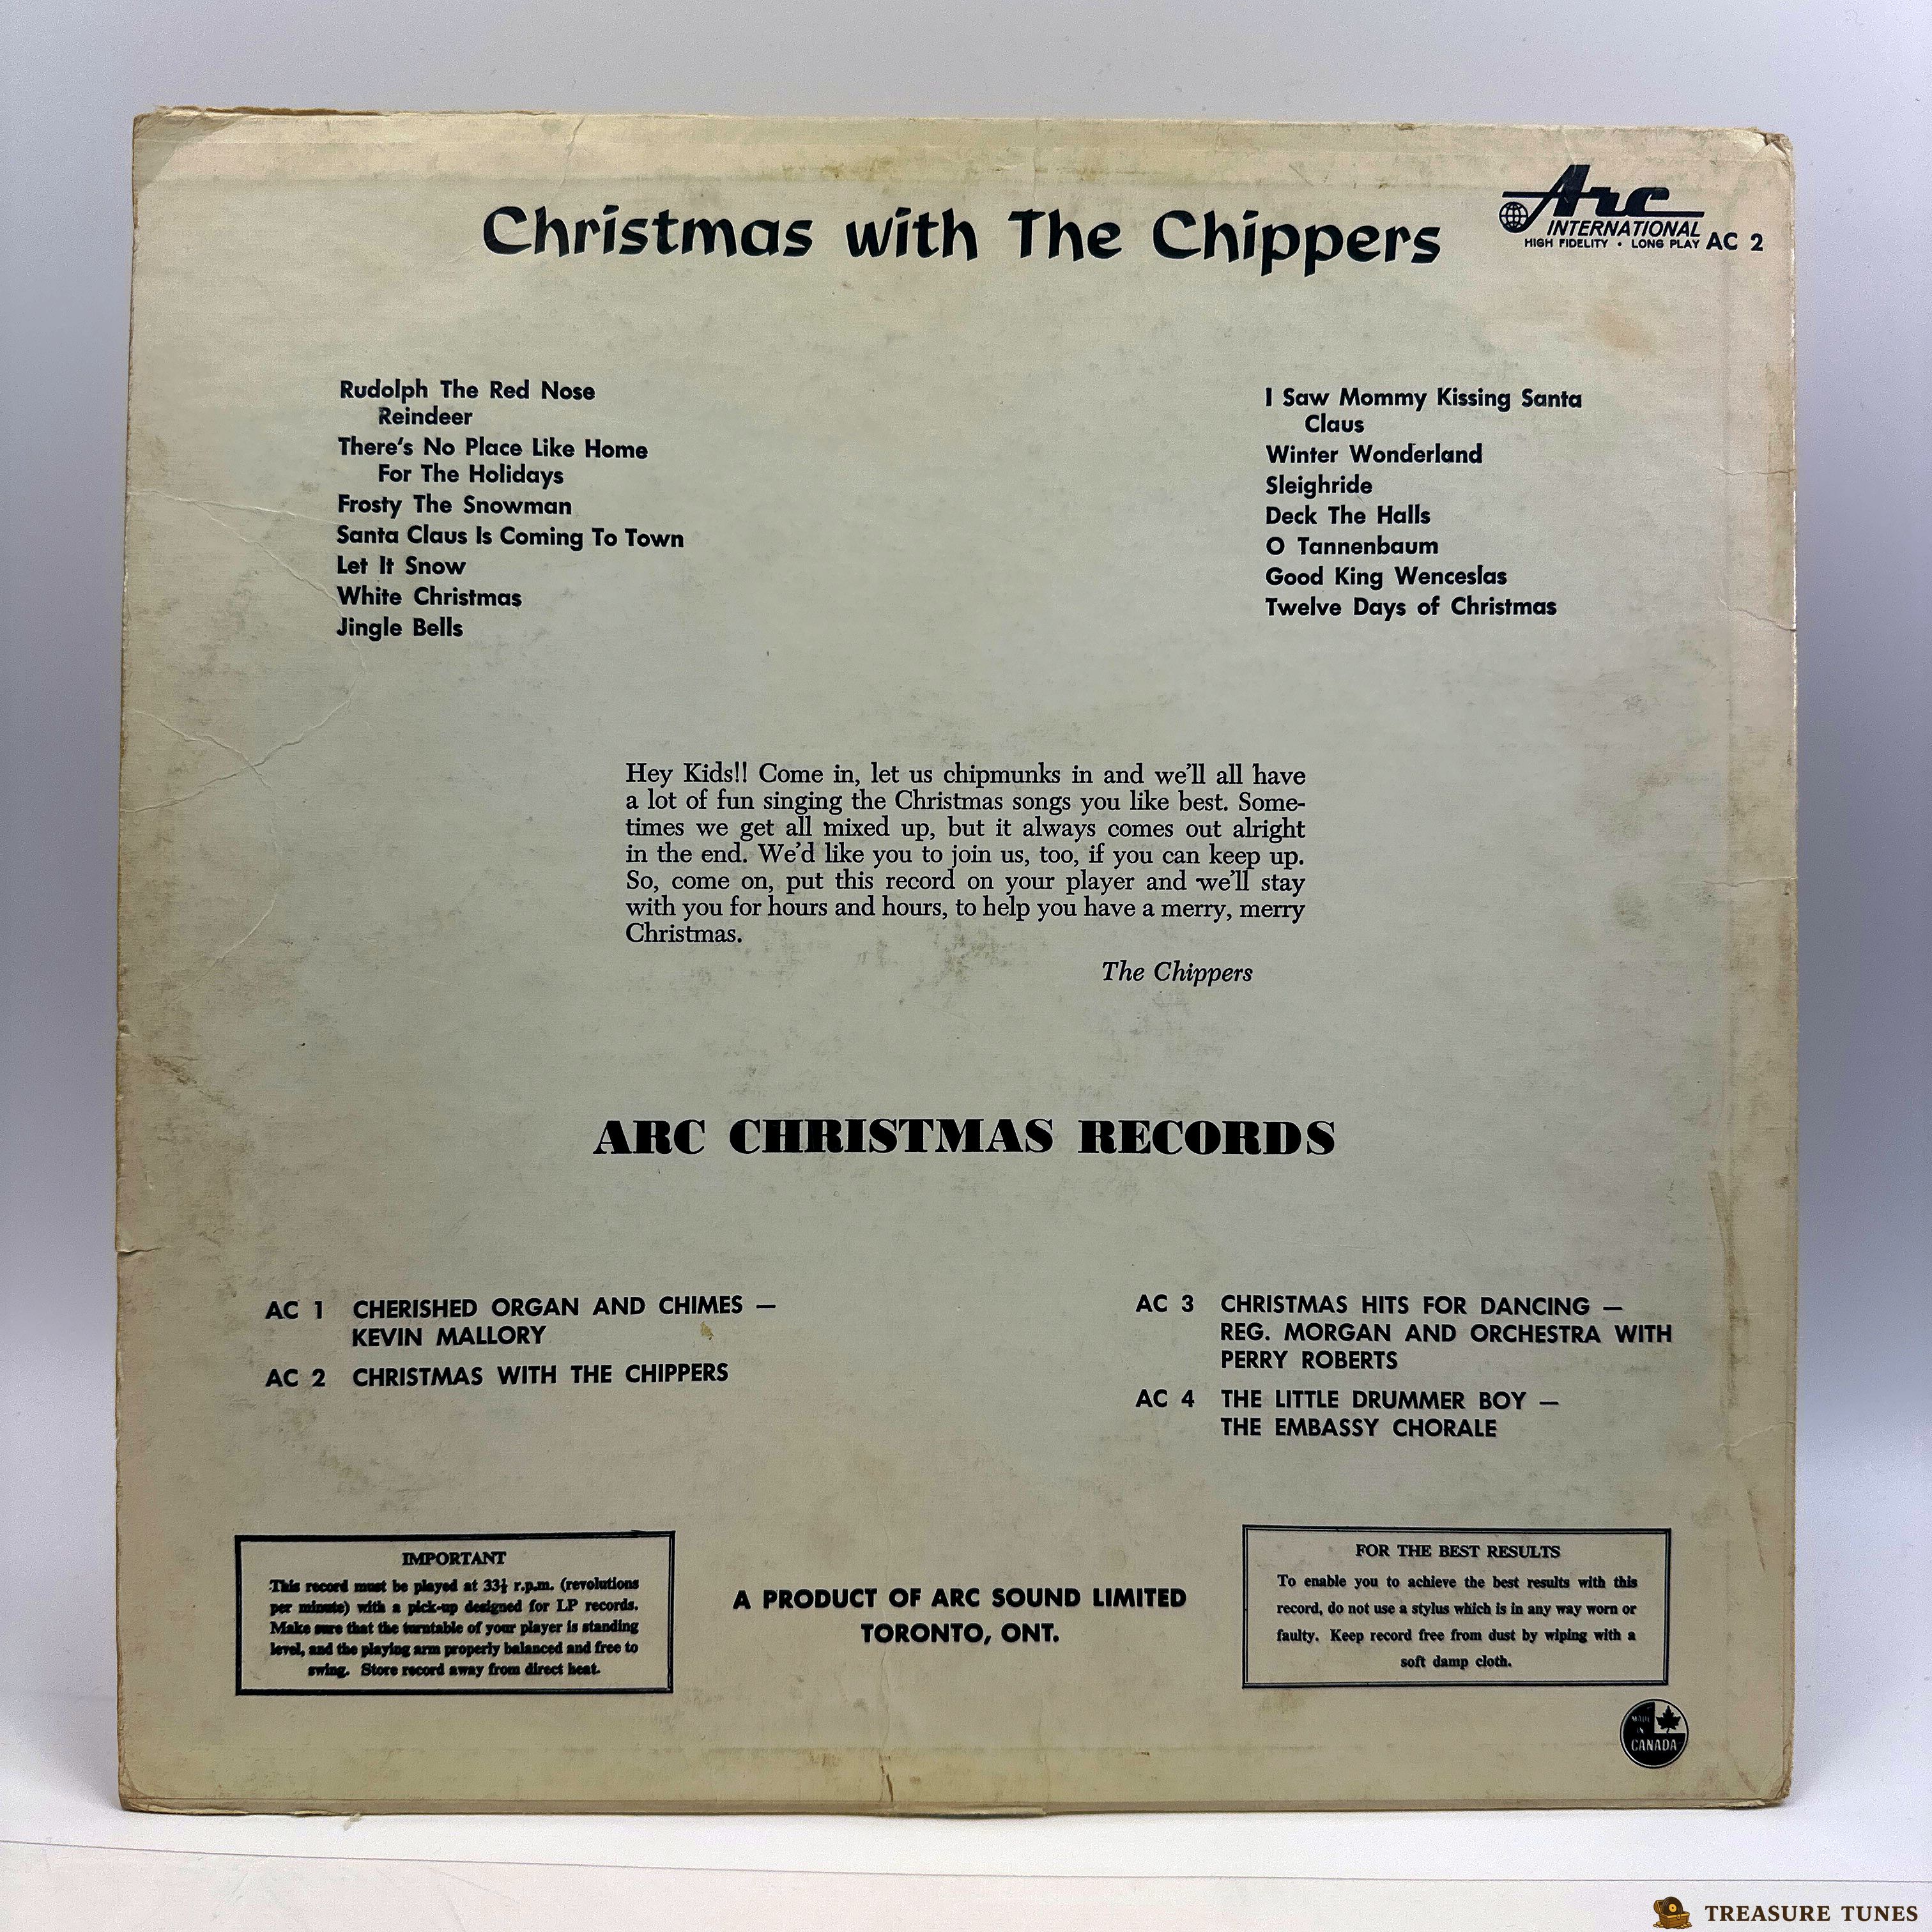 Christmas with The Chippers
Arc
INTERNATIONAL
HIGH FIDELITY • LONG PLAY AC 2
Rudolph The Red Nose
Reindeer
There's No Place Like Home
For The Holidays
Frosty The Snowman
Santa Claus Is Coming To Town
Let It Snow
White Christmas
Jingle Bells
I Saw Mommy Kissing Santa
Claus
Winter Wonderland
Sleighride
Deck The Halls
O Tannenbaum
Good King Wenceslas
Twelve Days of Christmas
Hey Kids!! Come in, let us chipmunks in and we'll all have
a lot of fun singing the Christmas songs you like best. Some-
times we get all mixed up, but it always comes out alright
in the end. We'd like you to join us, too, if you can keep up.
So, come on, put this record on your player and we'll stay
with you for hours and hours, to help you have a merry, merry
Christmas.
The Chippers
ARC CHRISTMAS RECORDS
AC 1 CHERISHED ORGAN AND CHIMES —
KEVIN MALLORY
AC 2 CHRISTMAS WITH THE CHIPPERS
AC 3 CHRISTMAS HITS FOR DANCING —
REG. MORGAN AND ORCHESTRA WITH
PERRY ROBERTS
AC 4 THE LITTLE DRUMMER BOY —
THE EMBASSY CHORALE
IMPORTANT
This record must be played at 33⅓ r.p.m. (revolutions
per minute) with a pick-up designed for LP records.
Make sure that the turntable of your player is standing
level, and the playing arm properly balanced and free to
swing. Store record away from direct heat.
A PRODUCT OF ARC SOUND LIMITED
TORONTO, ONT.
FOR THE BEST RESULTS
To enable you to achieve the best results with this
record, do not use a stylus which is in any way worn or
faulty. Keep record free from dust by wiping with a
soft damp cloth.
MADE
IN
CANADA
TREASURE TUNES